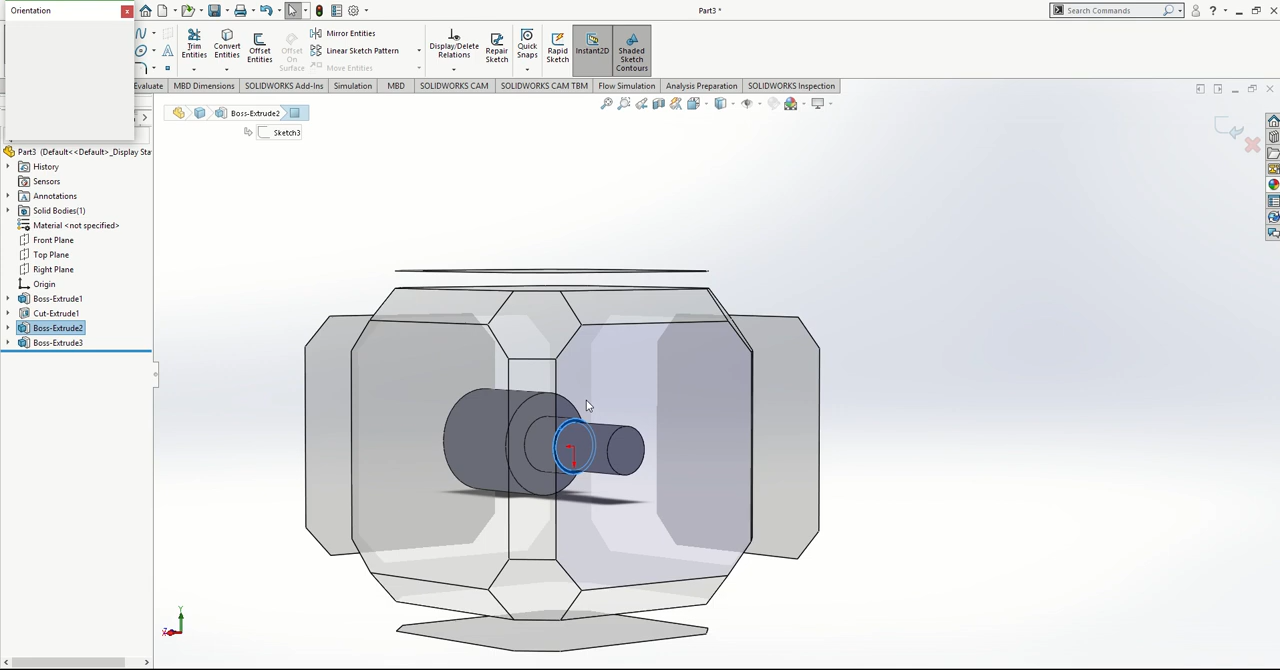 Orientation
x
Part3 *
Search Commands
?
Trim
Entities
Convert
Entities
Offset
Entities
Offset
On
Surface
Mirror Entities
Linear Sketch Pattern
Move Entities
Display/Delete
Relations
Repair
Sketch
Quick
Snaps
Rapid
Sketch
Instant2D
Shaded
Sketch
Contours
Evaluate
MBD Dimensions
SOLIDWORKS Add-Ins
Simulation
MBD
SOLIDWORKS CAM
SOLIDWORKS CAM TBM
Flow Simulation
Analysis Preparation
SOLIDWORKS Inspection
Boss-Extrude2
Sketch3
Part3 (Default<<Default>_Display Sta
History
Sensors
Annotations
Solid Bodies(1)
Material <not specified>
Front Plane
Top Plane
Right Plane
Origin
Boss-Extrude1
Cut-Extrude1
Boss-Extrude2
Boss-Extrude3
Y
Z